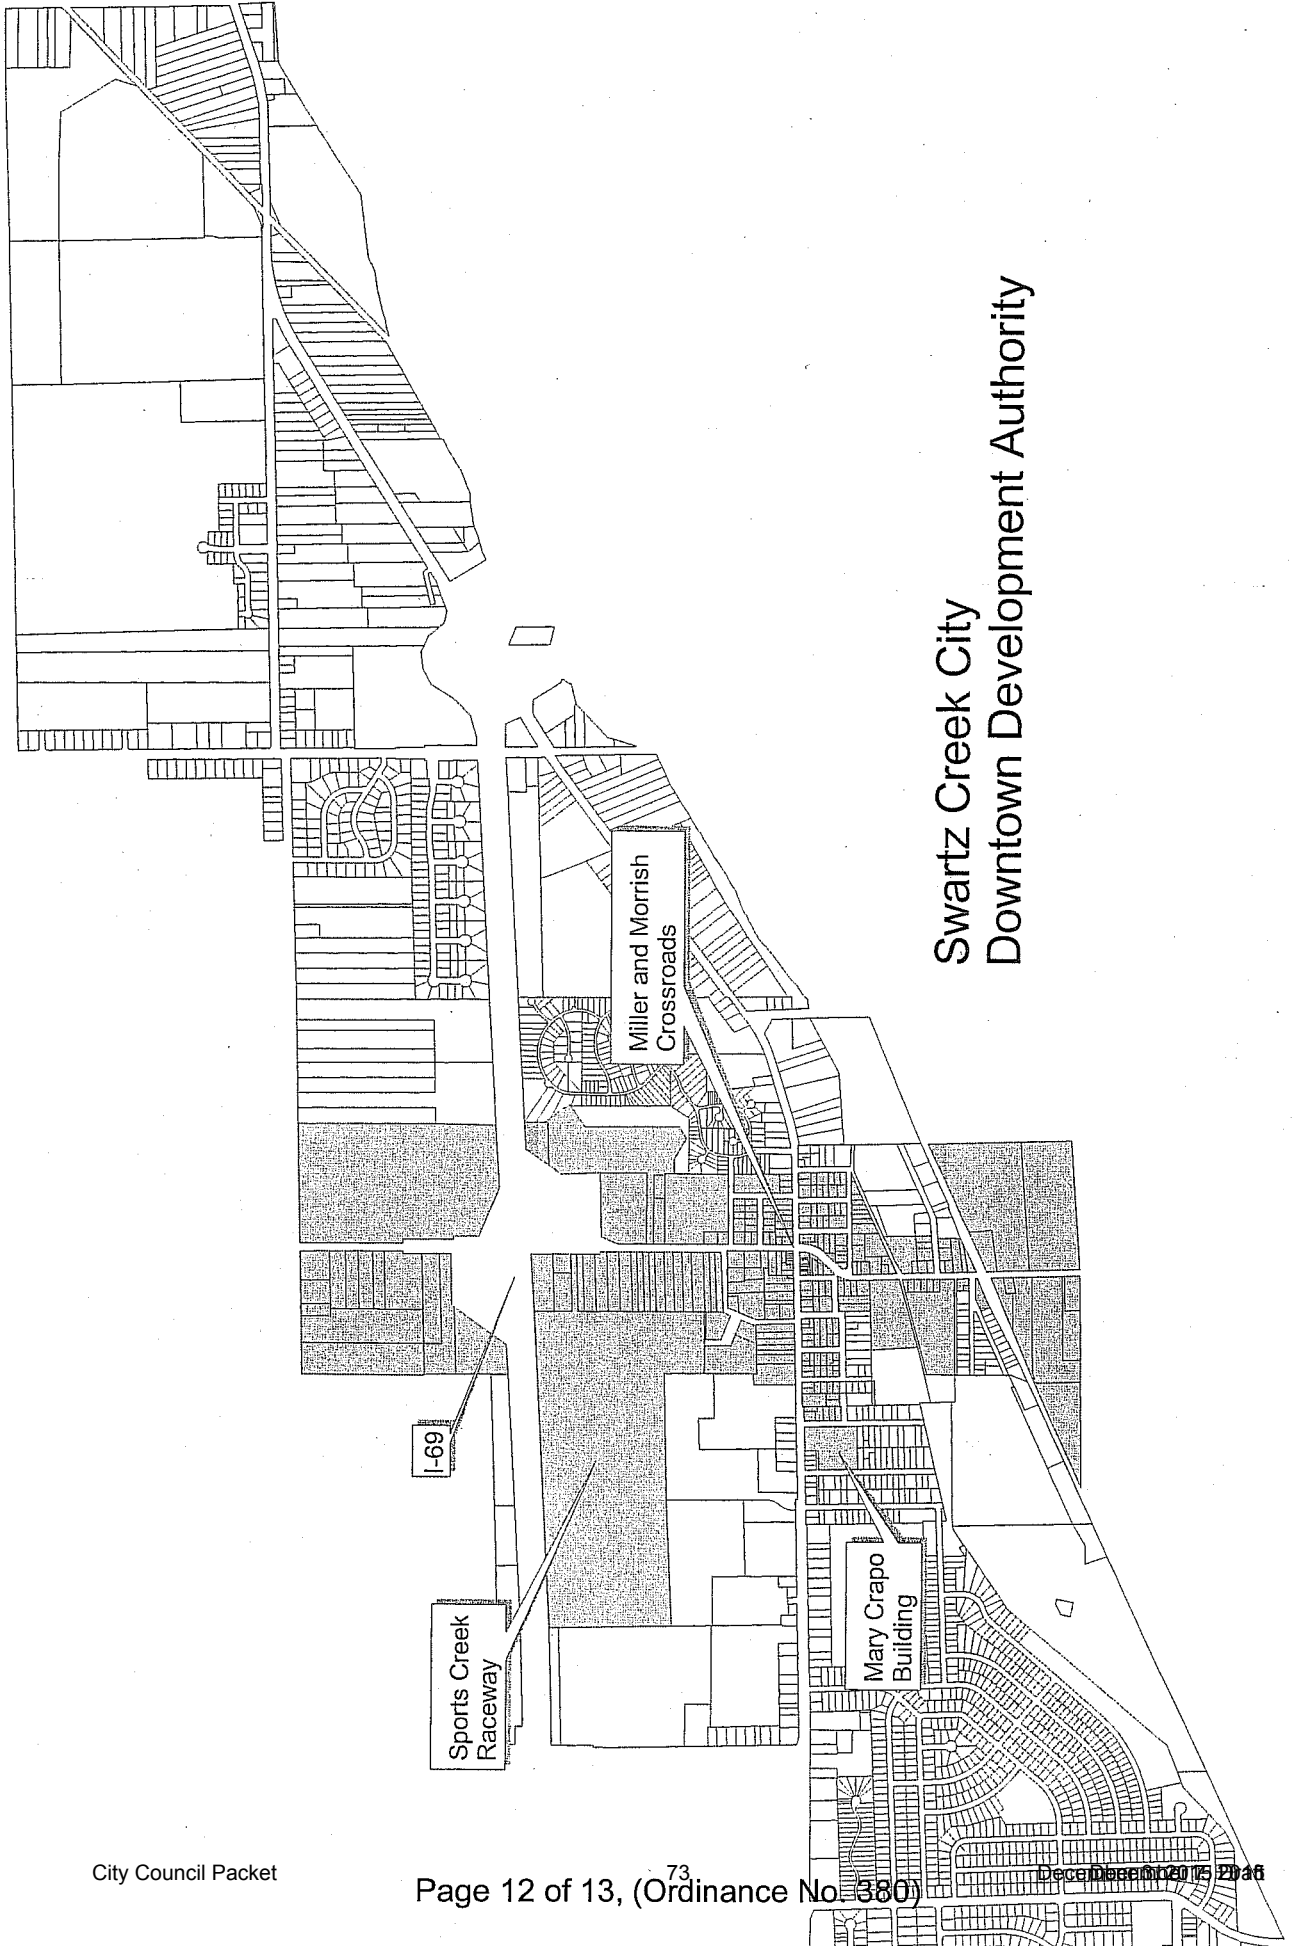 Swartz Creek City
Downtown Development Authority
Miller and Morrish
Crossroads
I-69
Sports Creek
Raceway
Mary Crapo
Building
City Council Packet
73
Page 12 of 13, (Ordinance No. 380)